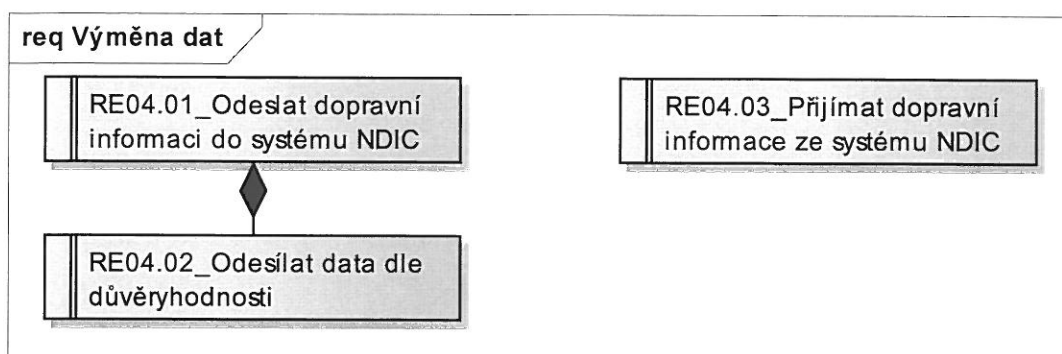 req Výměna dat
RE04.01_Odeslat dopravní
informaci do systému NDIC
RE04.03_Přijímat dopravní
informace ze systému NDIC
RE04.02_Odesílat data dle
důvěryhodnosti